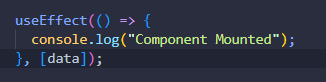 useEffect(() => {
  console.log("Component Mounted");
}, [data]);